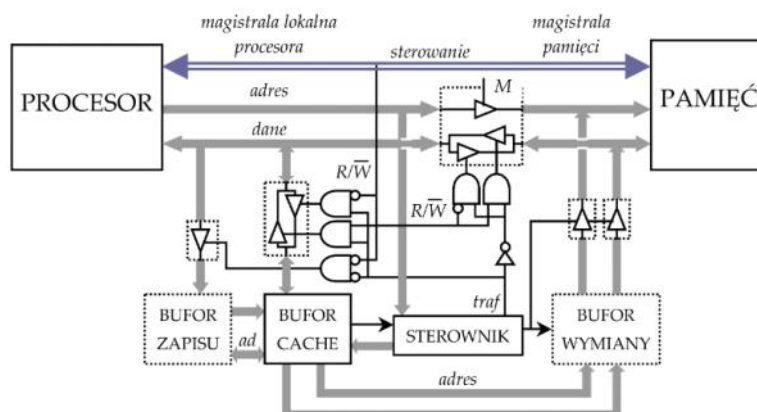 magistrala lokalna
procesora
magistrala
pamięci
sterowanie
PROCESOR
PAMIĘĆ
adres
M
dane
R/W̅
R/W̅
traf
BUFOR
ZAPISU
ad
BUFOR
CACHE
STEROWNIK
BUFOR
WYMIANY
adres